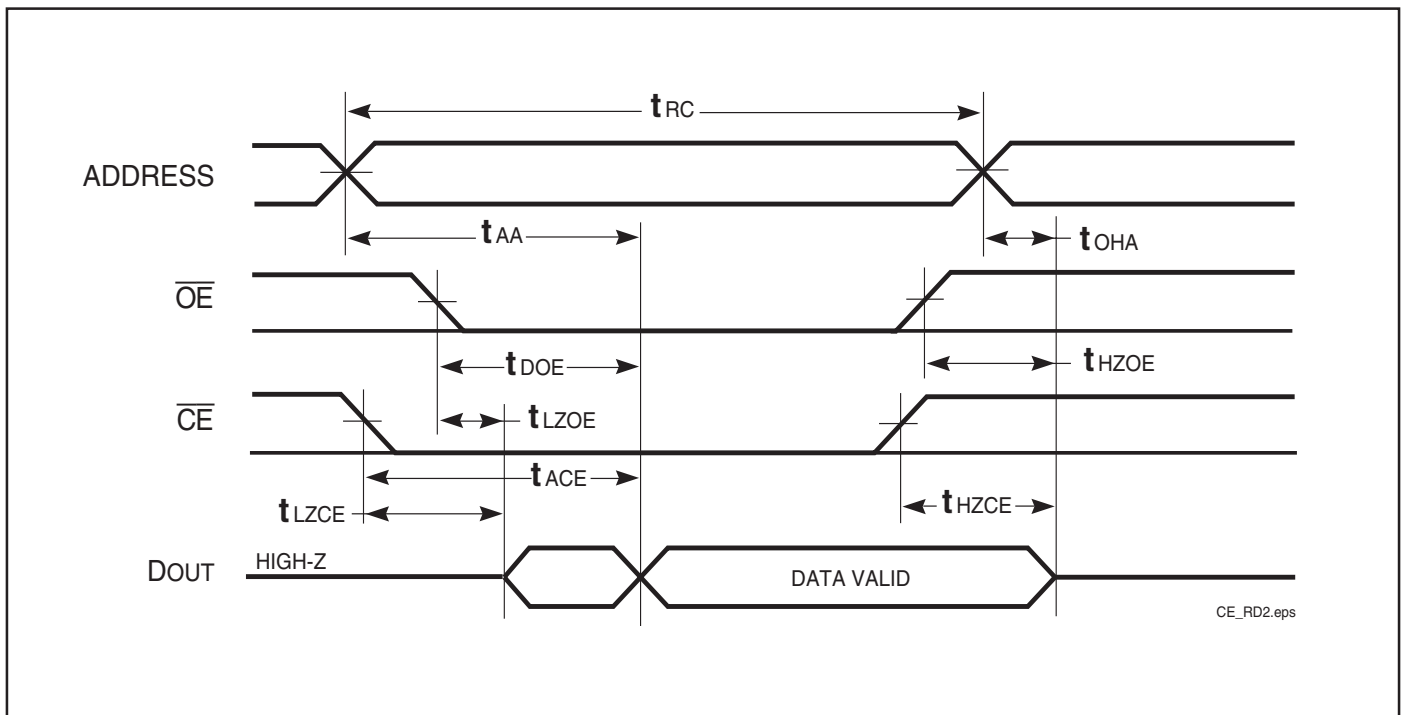 tRC
ADDRESS
tAA
tOHA
OE
tDOE
tHZOE
CE
tLZOE
tACE
tLZCE
tHZCE
DOUT
HIGH-Z
DATA VALID
CE_RD2.eps